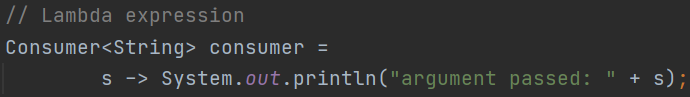 // Lambda expression
Consumer<String> consumer =
        s -> System.out.println("argument passed: " + s);